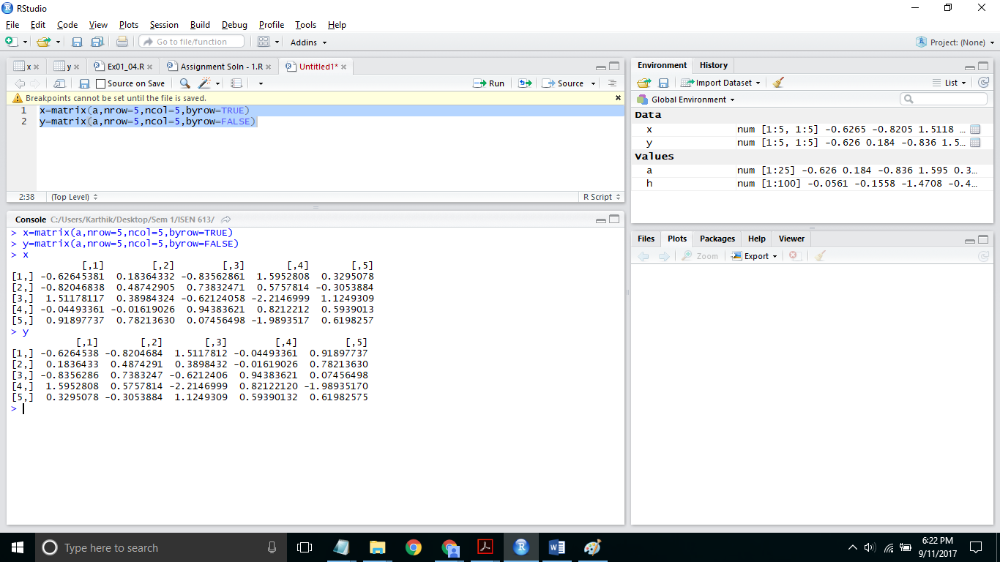 RStudio
File Edit Code View Plots Session Build Debug Profile Tools Help
Go to file/function Addins Project: (None)
x y Ex01_04.R Assignment Soln - 1.R Untitled1*
Source on Save Run Source
Breakpoints cannot be set until the file is saved.
1 x=matrix(a,nrow=5,ncol=5,byrow=TRUE)
2 y=matrix(a,nrow=5,ncol=5,byrow=FALSE)
2:38 (Top Level) R Script
Console C:/Users/Karthik/Desktop/Sem 1/ISEN 613/
> x=matrix(a,nrow=5,ncol=5,byrow=TRUE)
> y=matrix(a,nrow=5,ncol=5,byrow=FALSE)
> x
[,1] [,2] [,3] [,4] [,5]
[1,] -0.62645381 0.18364332 -0.83562861 1.5952808 0.3295078
[2,] -0.82046838 0.48742905 0.73832471 0.5757814 -0.3053884
[3,] 1.51178117 0.38984324 -0.62124058 -2.2146999 1.1249309
[4,] -0.04493361 -0.01619026 0.94383621 0.8212212 0.5939013
[5,] 0.91897737 0.78213630 0.07456498 -1.9893517 0.6198257
> y
[,1] [,2] [,3] [,4] [,5]
[1,] -0.6264538 -0.8204684 1.5117812 -0.04493361 0.91897737
[2,] 0.1836433 0.4874291 0.3898432 -0.01619026 0.78213630
[3,] -0.8356286 0.7383247 -0.6212406 0.94383621 0.07456498
[4,] 1.5952808 0.5757814 -2.2146999 0.82122120 -1.98935170
[5,] 0.3295078 -0.3053884 1.1249309 0.59390132 0.61982575
>
Environment History
Import Dataset List
Global Environment
Data
x num [1:5, 1:5] -0.6265 -0.8205 1.5118 …
y num [1:5, 1:5] -0.626 0.184 -0.836 1.5…
Values
a num [1:25] -0.626 0.184 -0.836 1.595 0.3…
h num [1:100] -0.0561 -0.1558 -1.4708 -0.4…
Files Plots Packages Help Viewer
Zoom Export
Type here to search
6:22 PM
9/11/2017